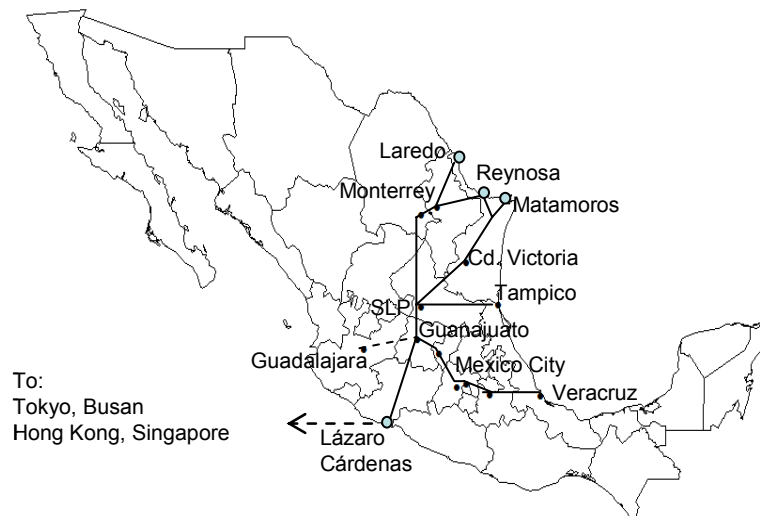 Laredo
Reynosa
Monterrey
Matamoros
Cd. Victoria
Tampico
SLP
Guanajuato
Guadalajara
Mexico City
Veracruz
To:
Tokyo, Busan
Hong Kong, Singapore
Lázaro
Cárdenas